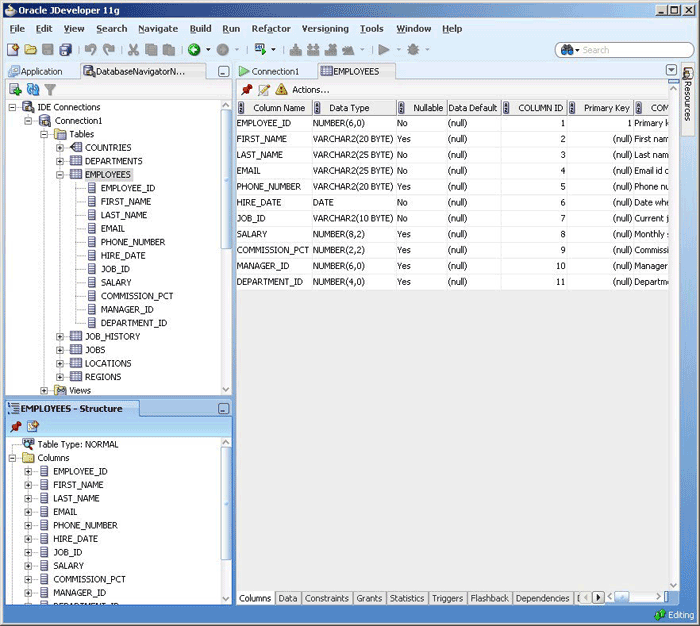 Oracle JDeveloper 11g
File Edit View Search Navigate Build Run Refactor Versioning Tools Window Help
Search
Application DatabaseNavigatorN...
IDE Connections
Connection1
Tables
COUNTRIES
DEPARTMENTS
EMPLOYEES
EMPLOYEE_ID
FIRST_NAME
LAST_NAME
EMAIL
PHONE_NUMBER
HIRE_DATE
JOB_ID
SALARY
COMMISSION_PCT
MANAGER_ID
DEPARTMENT_ID
JOB_HISTORY
JOBS
LOCATIONS
REGIONS
Views
EMPLOYEES - Structure
Table Type: NORMAL
Columns
EMPLOYEE_ID
FIRST_NAME
LAST_NAME
EMAIL
PHONE_NUMBER
HIRE_DATE
JOB_ID
SALARY
COMMISSION_PCT
MANAGER_ID
DEPARTMENT_ID
Connection1 EMPLOYEES
Actions...
Column Name Data Type Nullable Data Default COLUMN ID Primary Key COM
EMPLOYEE_ID NUMBER(6,0) No (null) 1 1 Primary k
FIRST_NAME VARCHAR2(20 BYTE) Yes (null) 2 (null) First nam
LAST_NAME VARCHAR2(25 BYTE) No (null) 3 (null) Last nam
EMAIL VARCHAR2(25 BYTE) No (null) 4 (null) Email id o
PHONE_NUMBER VARCHAR2(20 BYTE) Yes (null) 5 (null) Phone nu
HIRE_DATE DATE No (null) 6 (null) Date whe
JOB_ID VARCHAR2(10 BYTE) No (null) 7 (null) Current j
SALARY NUMBER(8,2) Yes (null) 8 (null) Monthly s
COMMISSION_PCT NUMBER(2,2) Yes (null) 9 (null) Commissi
MANAGER_ID NUMBER(6,0) Yes (null) 10 (null) Manager
DEPARTMENT_ID NUMBER(4,0) Yes (null) 11 (null) Departme
Columns Data Constraints Grants Statistics Triggers Flashback Dependencies D
Resources
Editing